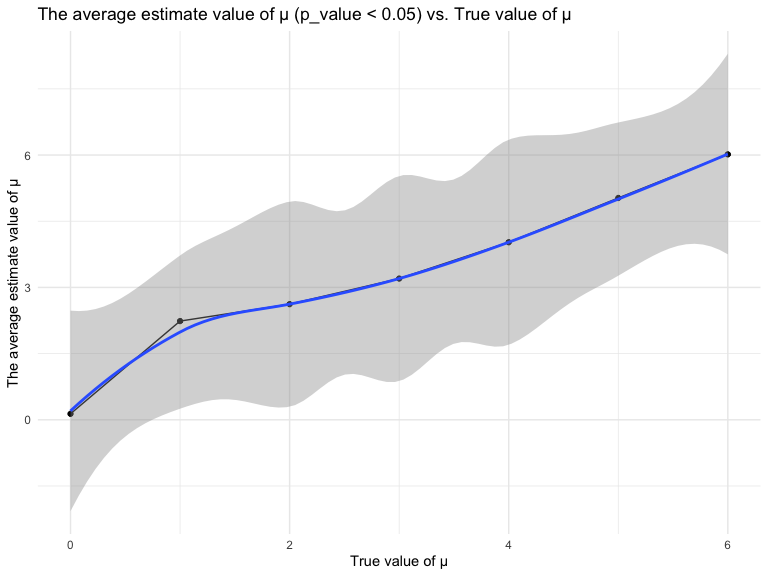 The average estimate value of μ (p_value < 0.05) vs. True value of μ
The average estimate value of μ
6
3
0
0
2
4
6
True value of μ